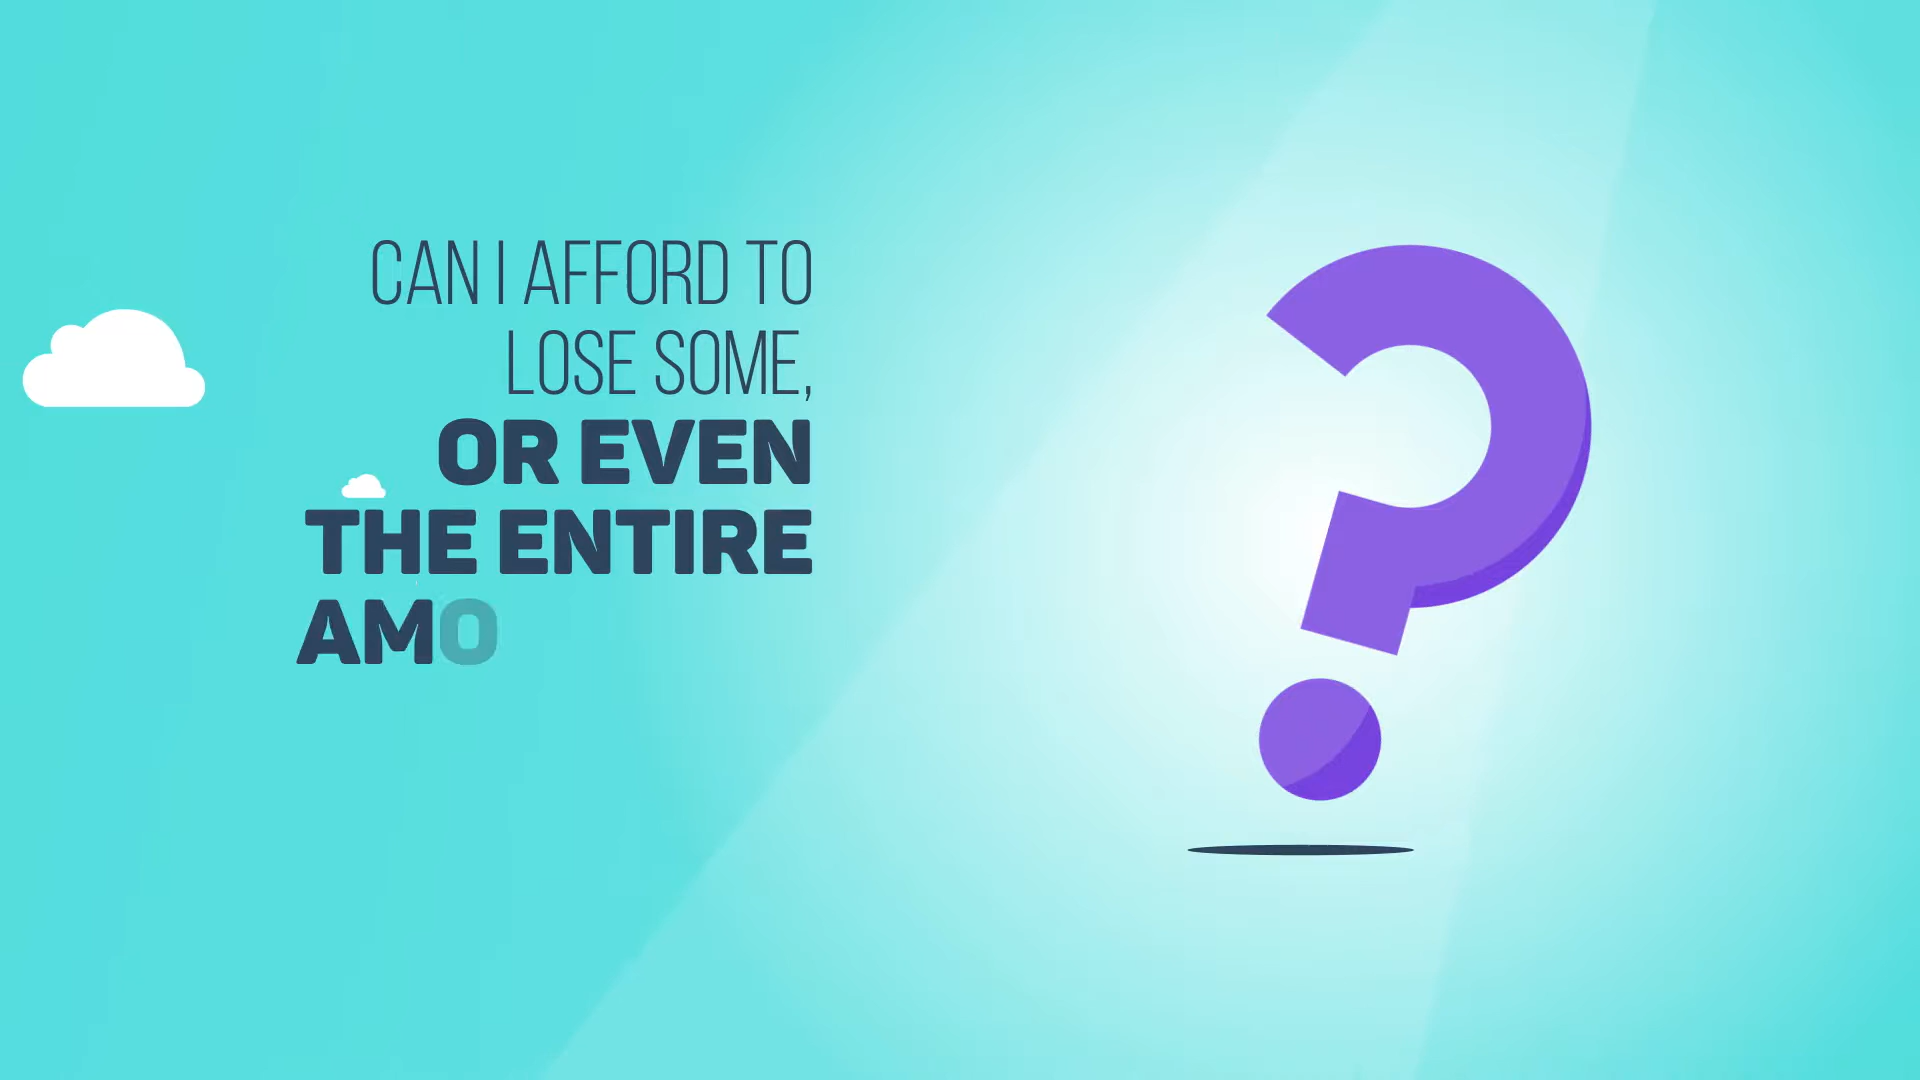 CAN I AFFORD TO
LOSE SOME,
OR EVEN
THE ENTIRE
AMO